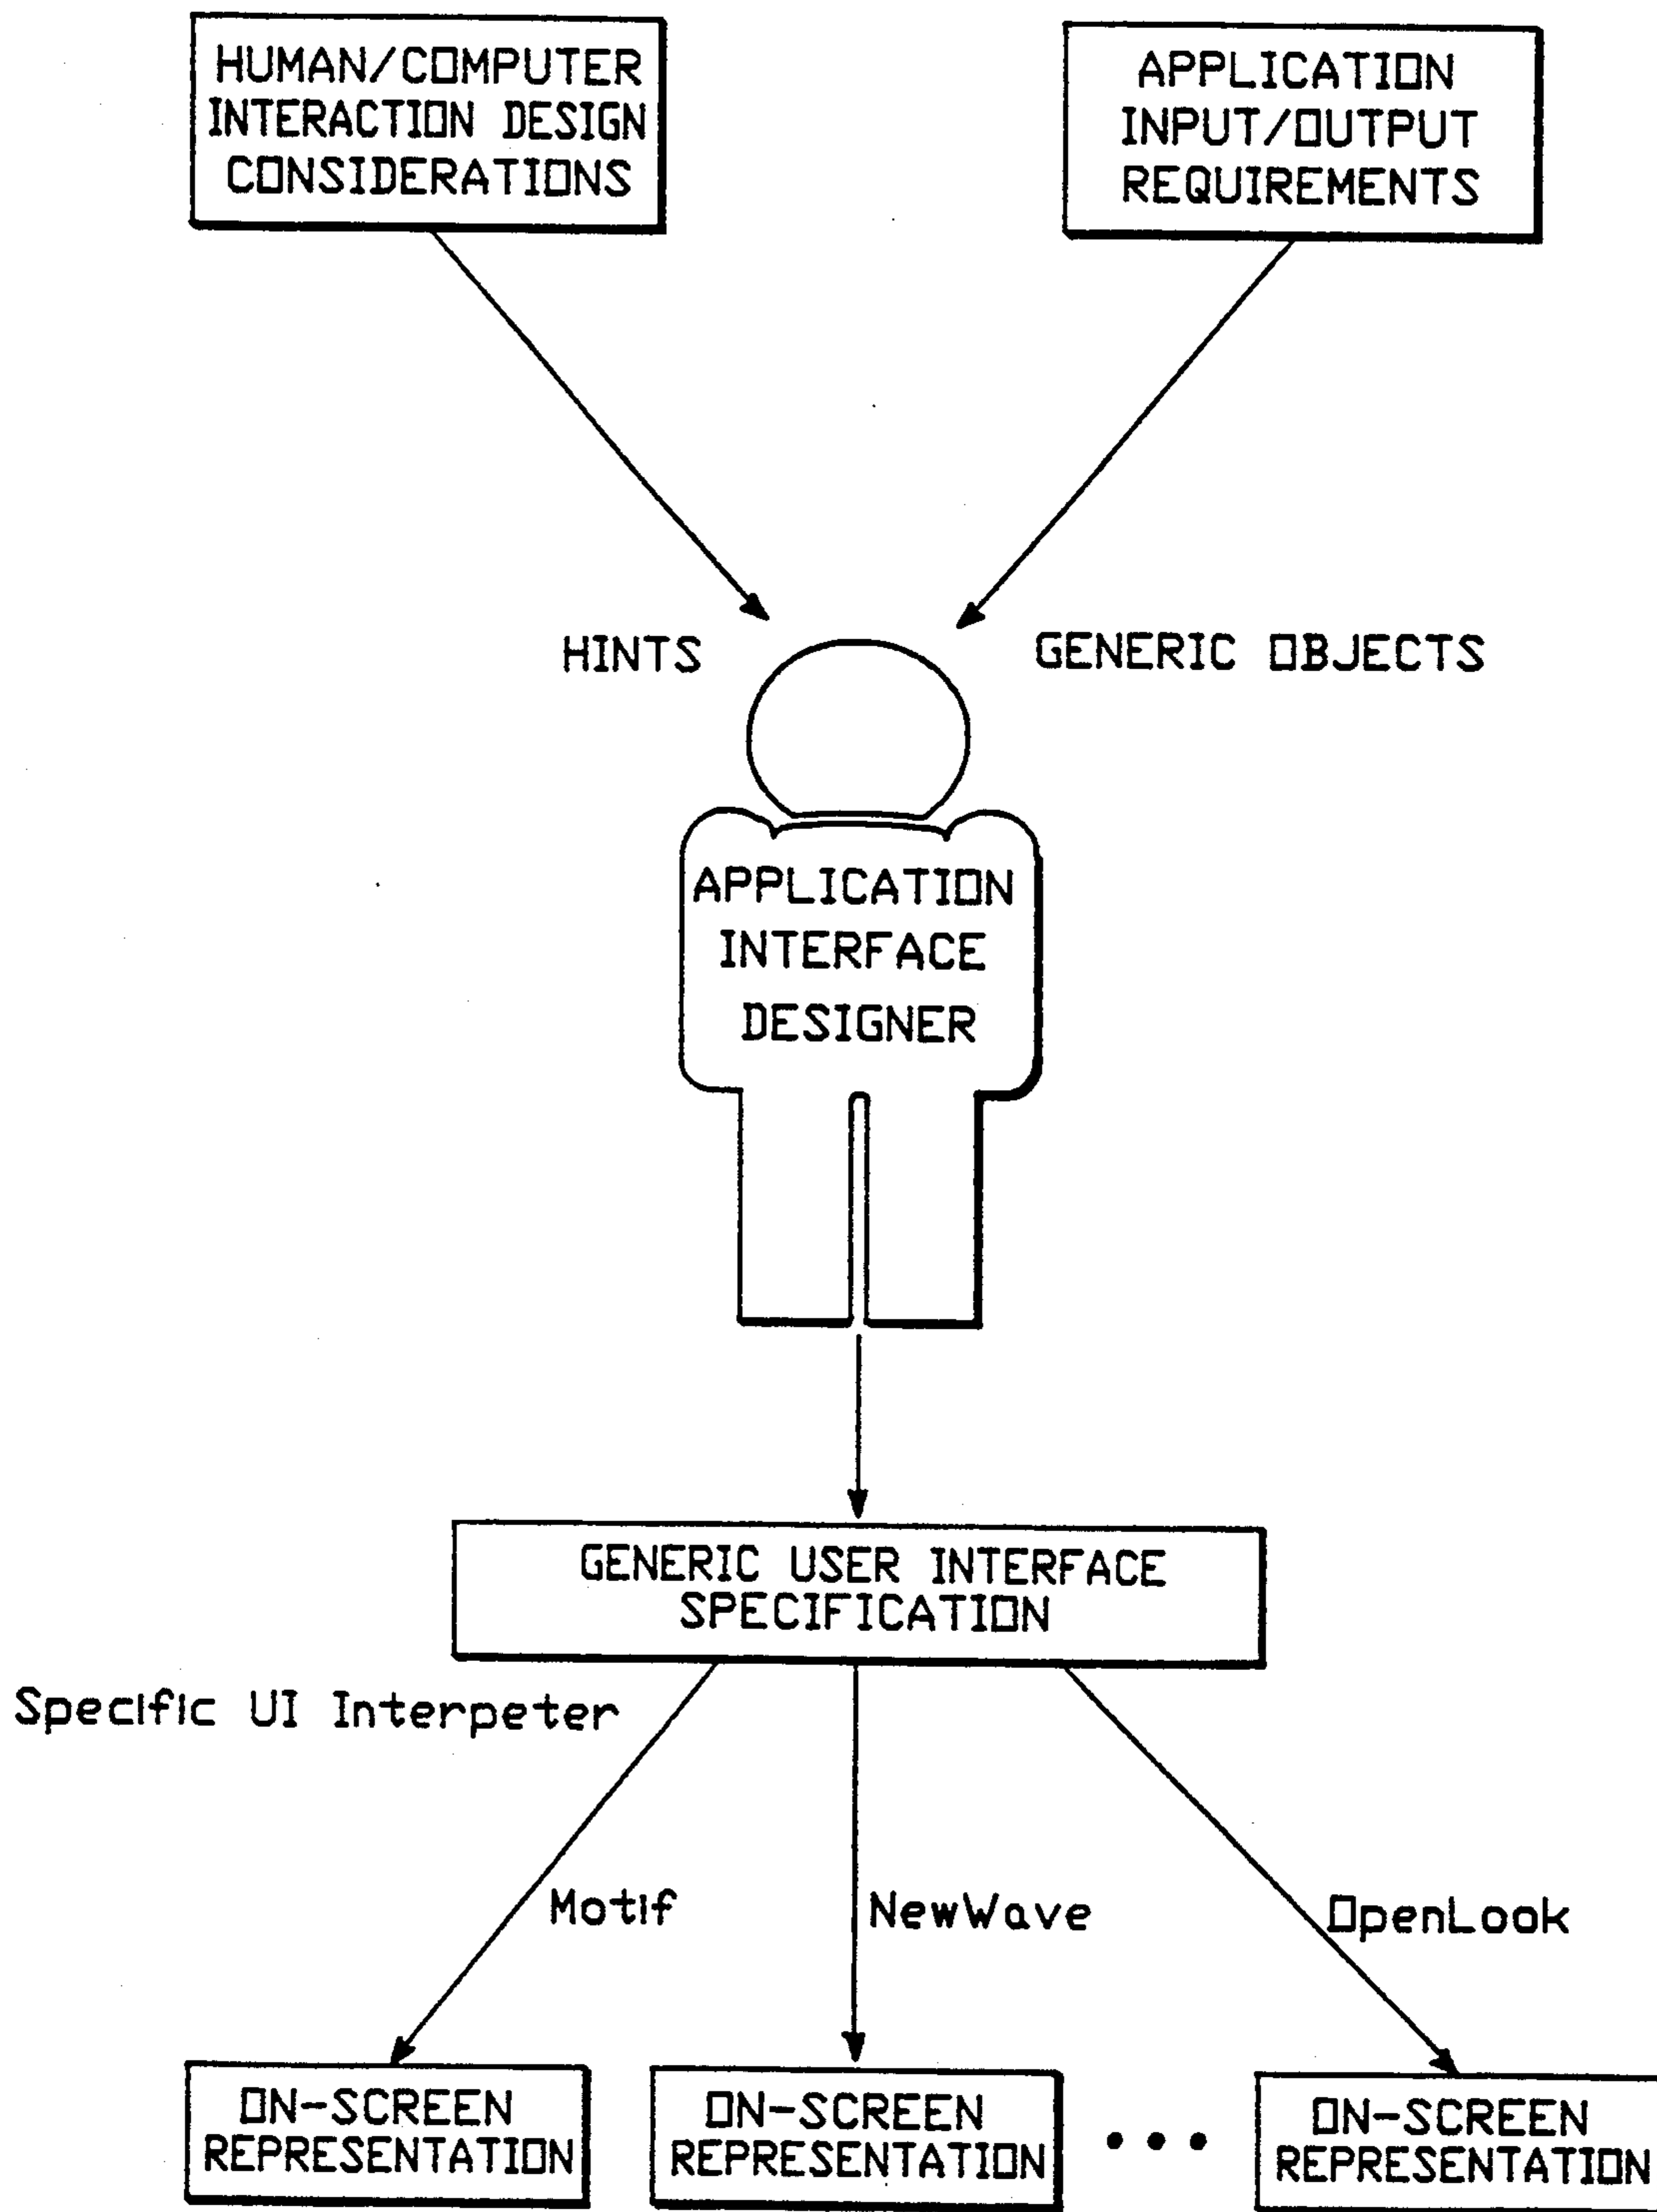 HUMAN/COMPUTER
INTERACTION DESIGN
CONSIDERATIONS
APPLICATION
INPUT/OUTPUT
REQUIREMENTS
HINTS
GENERIC OBJECTS
APPLICATION
INTERFACE
DESIGNER
GENERIC USER INTERFACE
SPECIFICATION
Specific UI Interpeter
Motif
NewWave
OpenLook
ON-SCREEN
REPRESENTATION
ON-SCREEN
REPRESENTATION
• • •
ON-SCREEN
REPRESENTATION